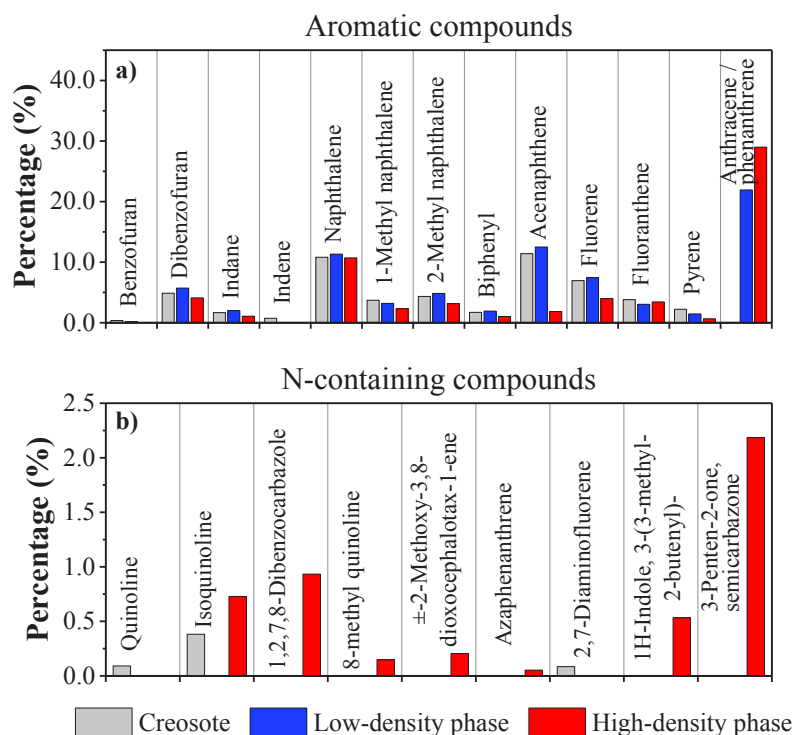 Aromatic compounds
a)
Percentage (%)
40.0
30.0
20.0
10.0
0.0
Benzofuran
Dibenzofuran
Indane
Indene
Naphthalene
1-Methyl naphthalene
2-Methyl naphthalene
Biphenyl
Acenaphthene
Fluorene
Fluoranthene
Pyrene
Anthracene /
phenanthrene
N-containing compounds
b)
Percentage (%)
2.5
2.0
1.5
1.0
0.5
0.0
Quinoline
Isoquinoline
1,2,7,8-Dibenzocarbazole
8-methyl quinoline
±-2-Methoxy-3,8-
dioxocephalotax-1-ene
Azaphenanthrene
2,7-Diaminofluorene
1H-Indole, 3-(3-methyl-
2-butenyl)-
3-Penten-2-one,
semicarbazone
Creosote
Low-density phase
High-density phase